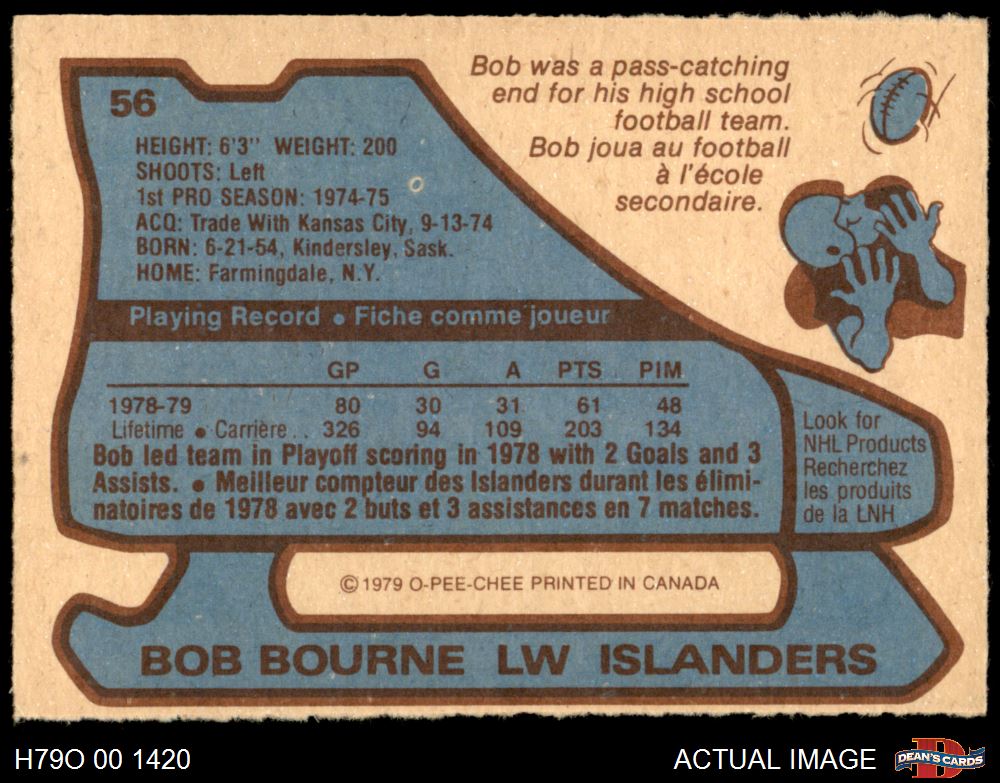 56
HEIGHT: 6'3" WEIGHT: 200
SHOOTS: Left
1st PRO SEASON: 1974-75
ACQ: Trade With Kansas City, 9-13-74
BORN: 6-21-54, Kindersley, Sask.
HOME: Farmingdale, N.Y.
Bob was a pass-catching
end for his high school
football team.
Bob joua au football
à l'école
secondaire.
Playing Record • Fiche comme joueur
GP G A PTS PIM
1978-79 80 30 31 61 48
Lifetime • Carrière . . 326 94 109 203 134
Bob led team in Playoff scoring in 1978 with 2 Goals and 3
Assists. • Meilleur compteur des Islanders durant les élimi-
natoires de 1978 avec 2 buts et 3 assistances en 7 matches.
Look for
NHL Products
Recherchez
les produits
de la LNH
© 1979 O-PEE-CHEE PRINTED IN CANADA
BOB BOURNE LW ISLANDERS
H79O 00 1420
ACTUAL IMAGE
DEAN'S CARDS